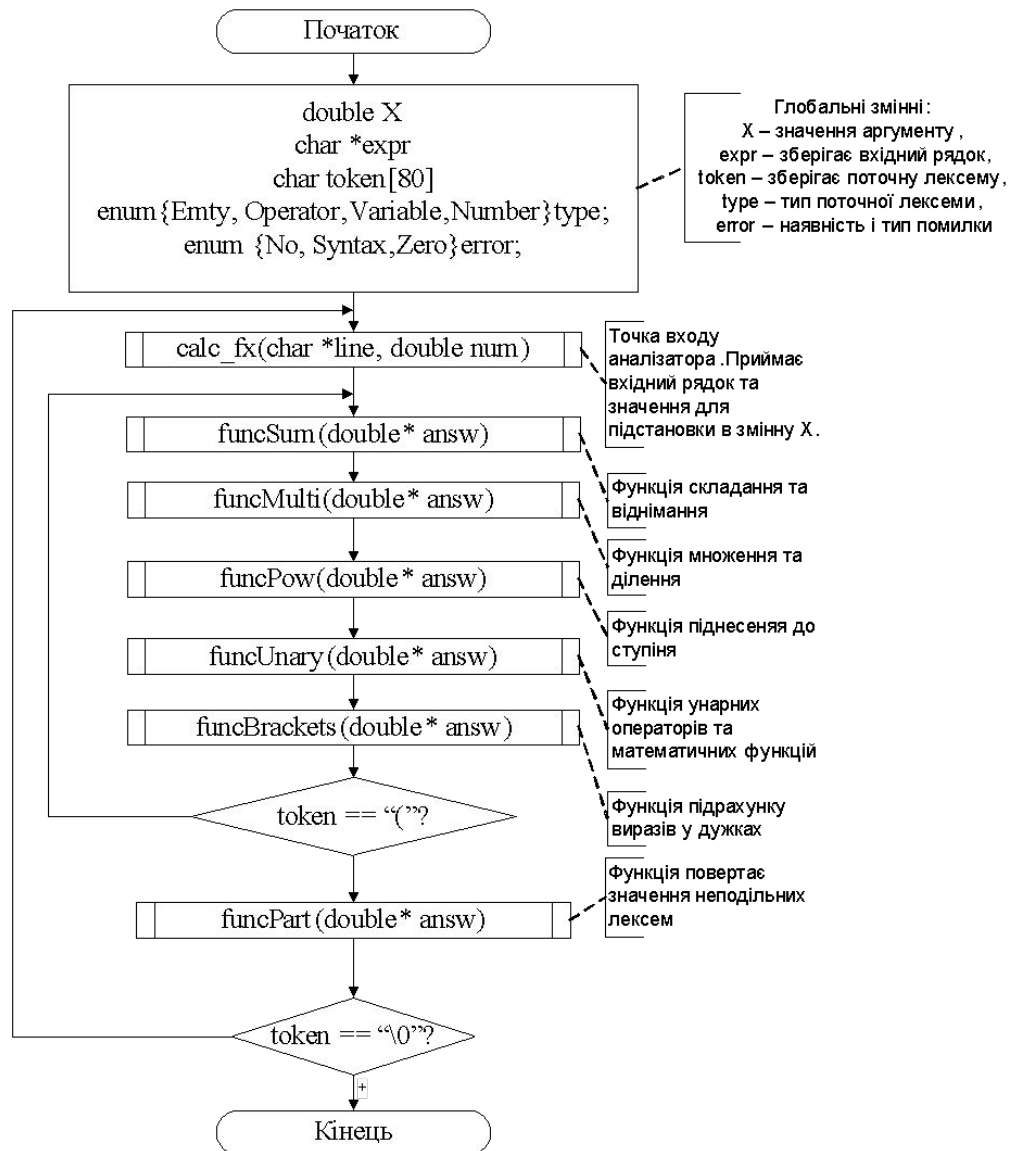 Початок
double X
char *expr
char token[80]
enum{Emty, Operator,Variable,Number}type;
enum {No, Syntax,Zero}error;
Глобальні змінні:
X – значення аргументу,
expr – зберігає вхідний рядок,
token – зберігає поточну лексему,
type – тип поточної лексеми,
error – наявність і тип помилки
calc_fx(char *line, double num)
Точка входу
аналізатора.Приймає
вхідний рядок та
значення для
підстановки в змінну X.
funcSum(double* answ)
Функція складання та
віднімання
funcMulti(double* answ)
Функція множення та
ділення
funcPow(double* answ)
Функція піднесеняя до
ступіня
funcUnary(double* answ)
Функція унарних
операторів та
математичних функцій
funcBrackets(double* answ)
Функція підрахунку
виразів у дужках
token == “(”?
Функція повертає
значення неподільних
лексем
funcPart(double* answ)
token == “\0”?
+
Кінець